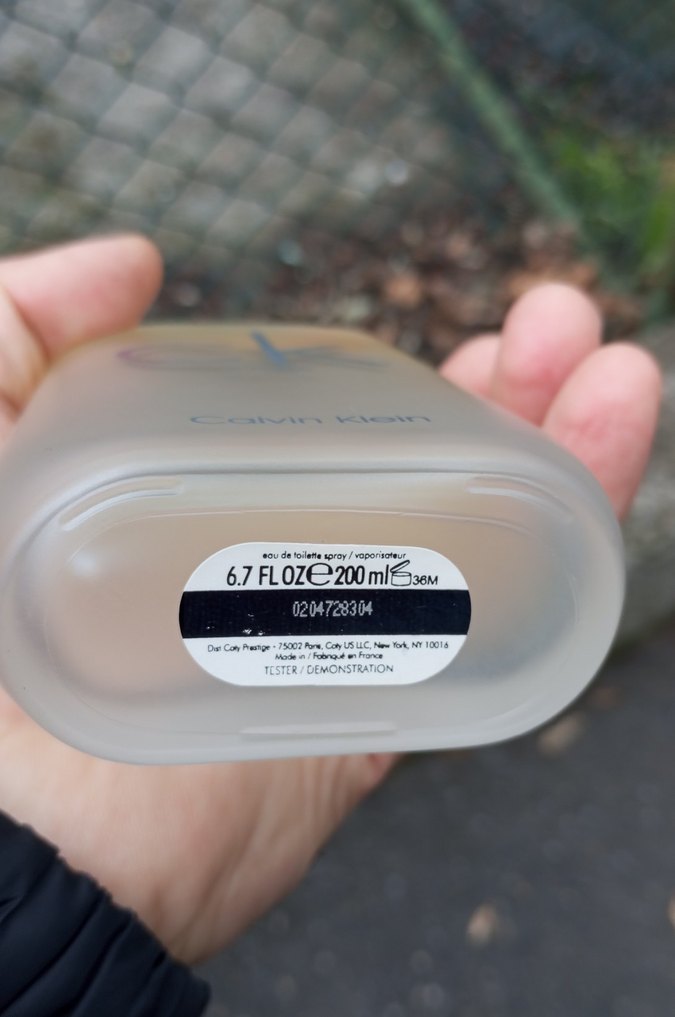 ck
Calvin Klein
eau de toilette spray / vaporisateur
6.7 FL OZ ℮ 200 ml 36M
0204728304
Dist Coty Prestige - 75002 Paris, Coty US LLC, New York, NY 10016
Made in / Fabriqué en France
TESTER / DEMONSTRATION